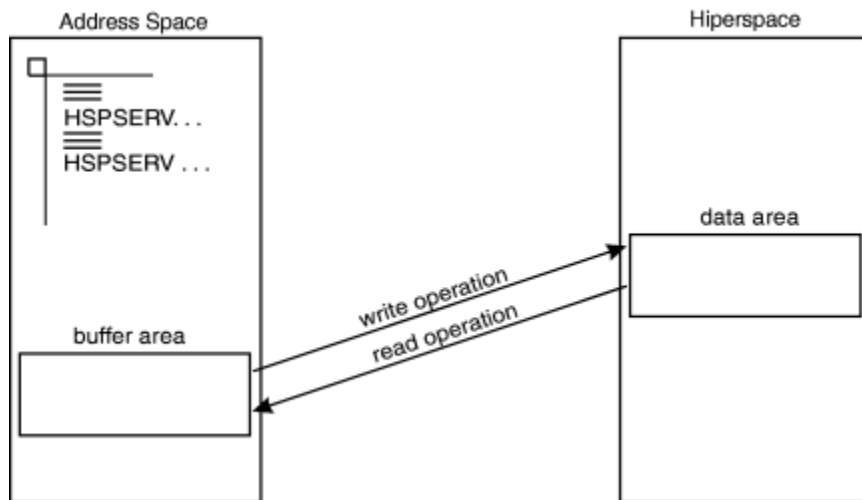 Address Space
Hiperspace
HSPSERV. . .
HSPSERV . . .
data area
write operation
read operation
buffer area